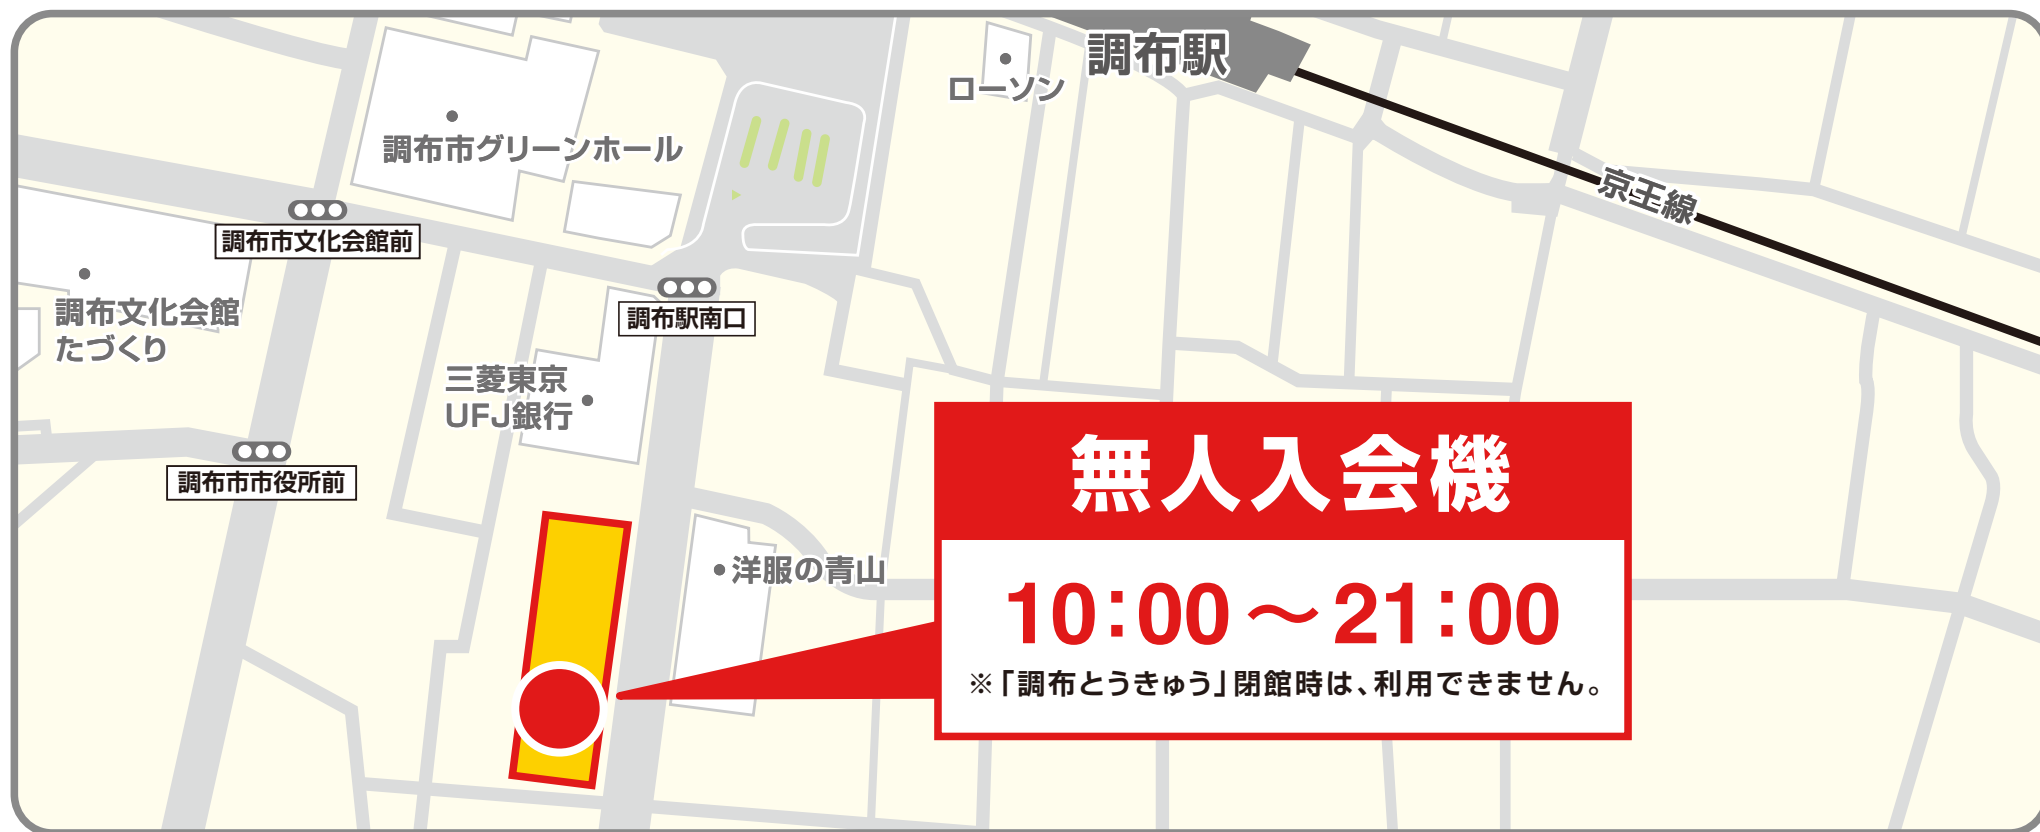 調布駅
ローソン
調布市グリーンホール
京王線
調布市文化会館前
調布文化会館
たづくり
調布駅南口
三菱東京
UFJ銀行
調布市市役所前
洋服の青山
無人入会機
10：00～21：00
※「調布とうきゅう」閉館時は、利用できません。